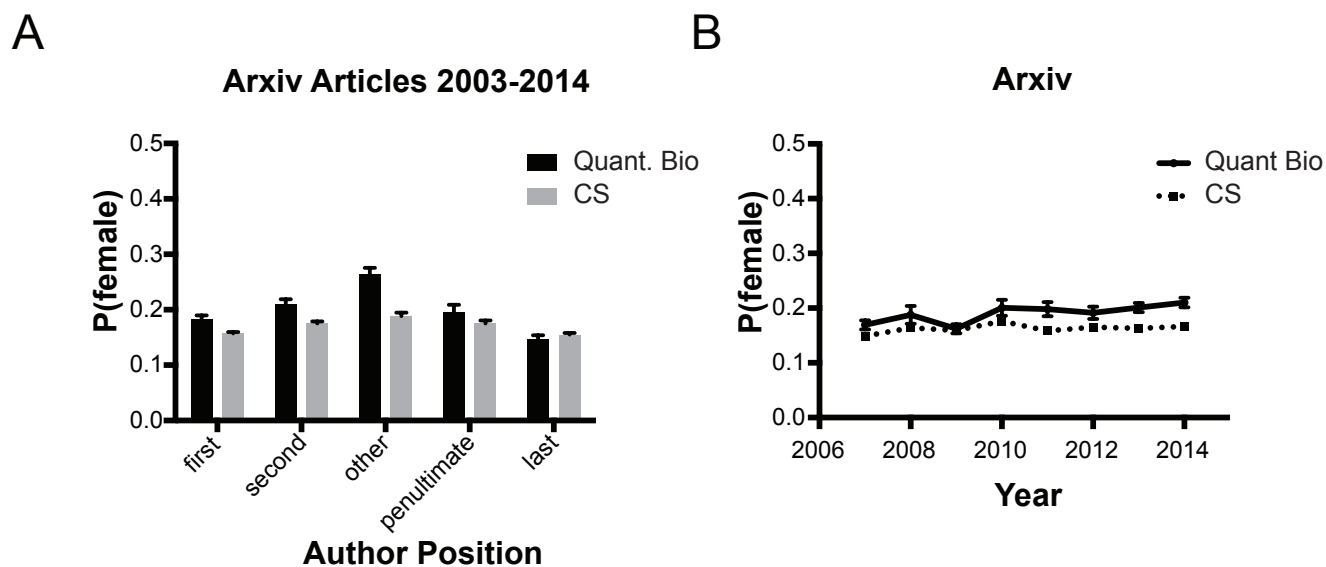 A
Arxiv Articles 2003-2014
P(female)
0.5
0.4
0.3
0.2
0.1
0.0
Quant. Bio
CS
first
second
other
penultimate
last
Author Position
B
Arxiv
P(female)
0.5
0.4
0.3
0.2
0.1
0.0
Quant Bio
CS
2006
2008
2010
2012
2014
Year